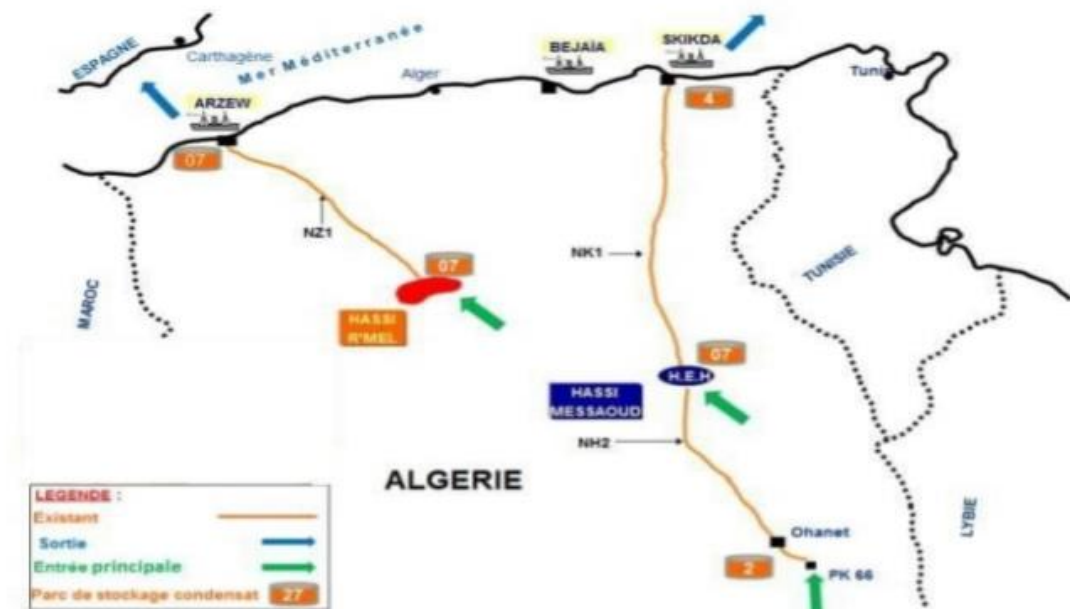 ESPAGNE
Carthagène
Mer Méditerranée
Alger
BEJAÏA
SKIKDA
Tunis
ARZEW
07
4
NZ1
NK1
TUNISIE
MAROC
07
HASSI
R'MEL
07
H.E.H
HASSI
MESSAOUD
NH2
ALGERIE
LYBIE
Ohanet
2
PK 66
LEGENDE :
Existant
Sortie
Entrée principale
Parc de stockage condensat 27